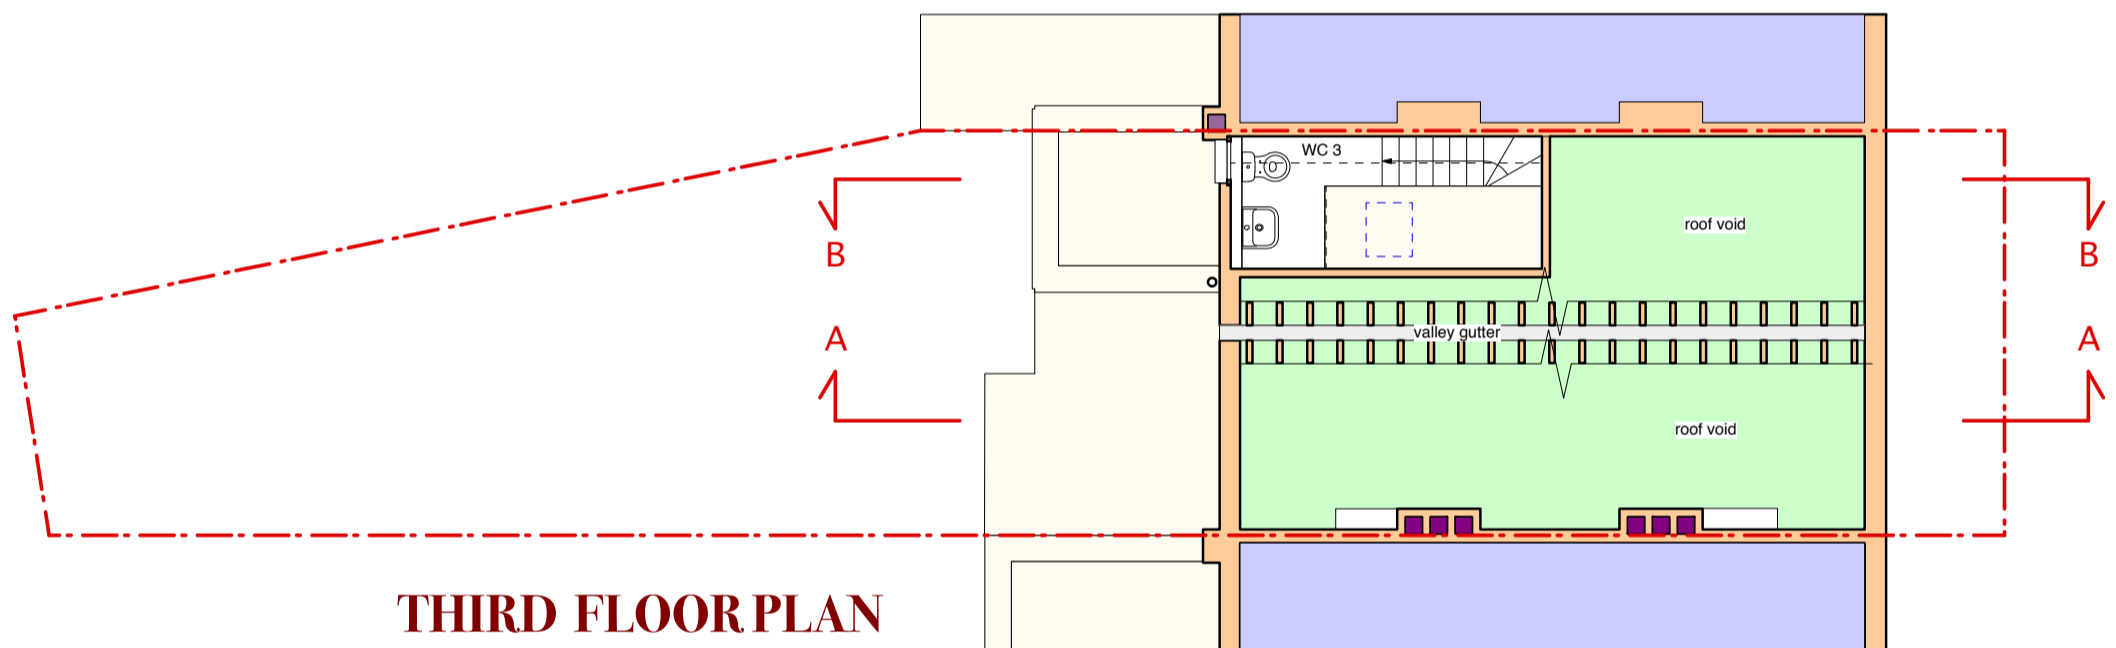 WC 3
roof void
B
B
A
valley gutter
A
roof void
THIRD FLOOR PLAN